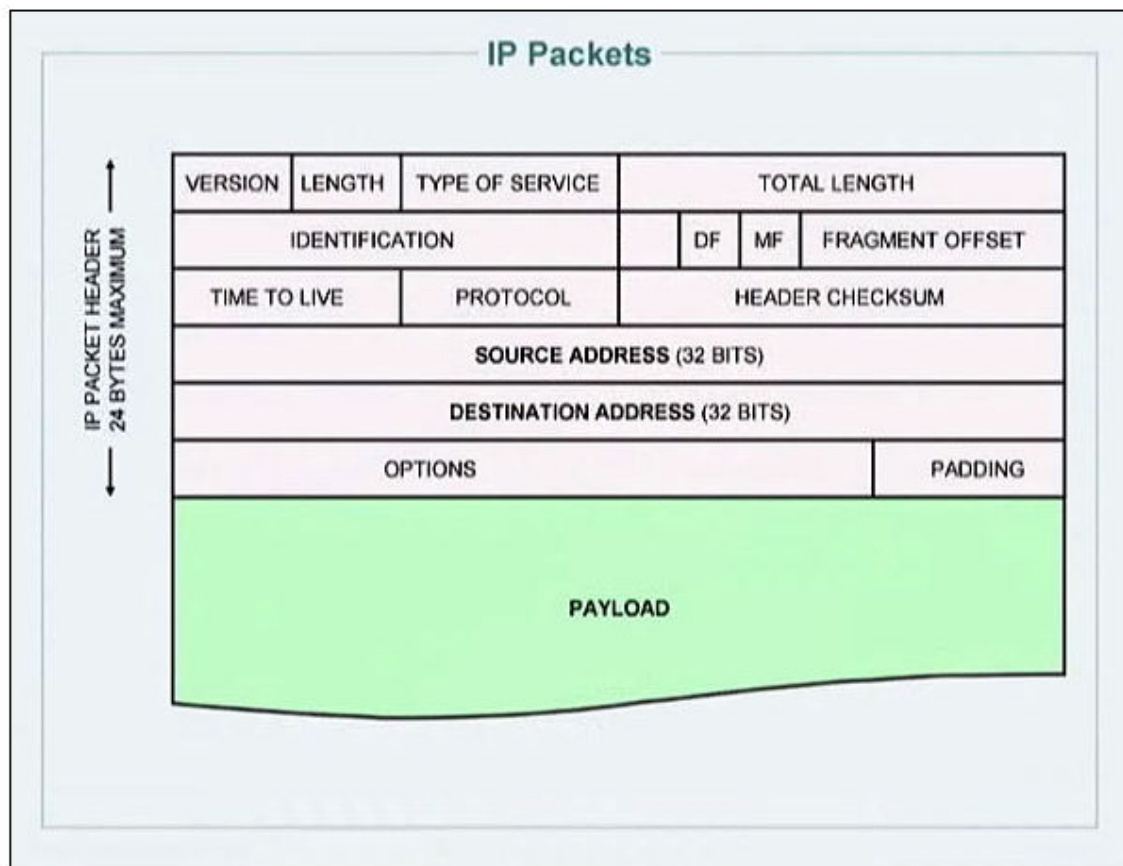 IP Packets
IP PACKET HEADER
24 BYTES MAXIMUM
VERSION LENGTH TYPE OF SERVICE TOTAL LENGTH
IDENTIFICATION DF MF FRAGMENT OFFSET
TIME TO LIVE PROTOCOL HEADER CHECKSUM
SOURCE ADDRESS (32 BITS)
DESTINATION ADDRESS (32 BITS)
OPTIONS PADDING
PAYLOAD